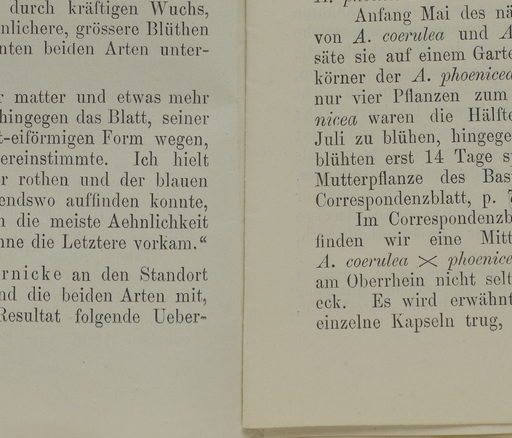 durch kräftigen Wuchs,
nlichere, grössere Blüthen
nten beiden Arten unter-
r matter und etwas mehr
hingegen das Blatt, seiner
t-eiförmigen Form wegen,
ereinstimmte. Ich hielt
r rothen und der blauen
endswo auffinden konnte,
n die meiste Aehnlichkeit
nne die Letztere vorkam.“
rnicke an den Standort
nd die beiden Arten mit,
Resultat folgende Ueber-
Anfang Mai des nä
von A. coerulea und A
säte sie auf einem Garte
körner der A. phoenicea
nur vier Pflanzen zum
nicea waren die Hälfte
Juli zu blühen, hingege
blühten erst 14 Tage s
Mutterpflanze des Bas
Correspondenzblatt, p. 7
Im Correspondenzb
finden wir eine Mitt
A. coerulea × phoenice
am Oberrhein nicht selt
eck. Es wird erwähnt
einzelne Kapseln trug,